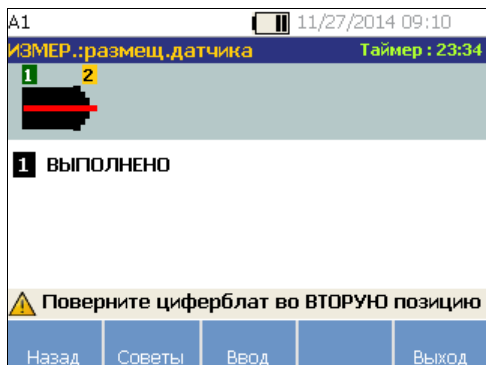 A1 11/27/2014 09:10
ИЗМЕР.:размещ.датчика Таймер : 23:34
1 2
1 ВЫПОЛНЕНО
Поверните циферблат во ВТОРУЮ позицию
Назад Советы Ввод Выход